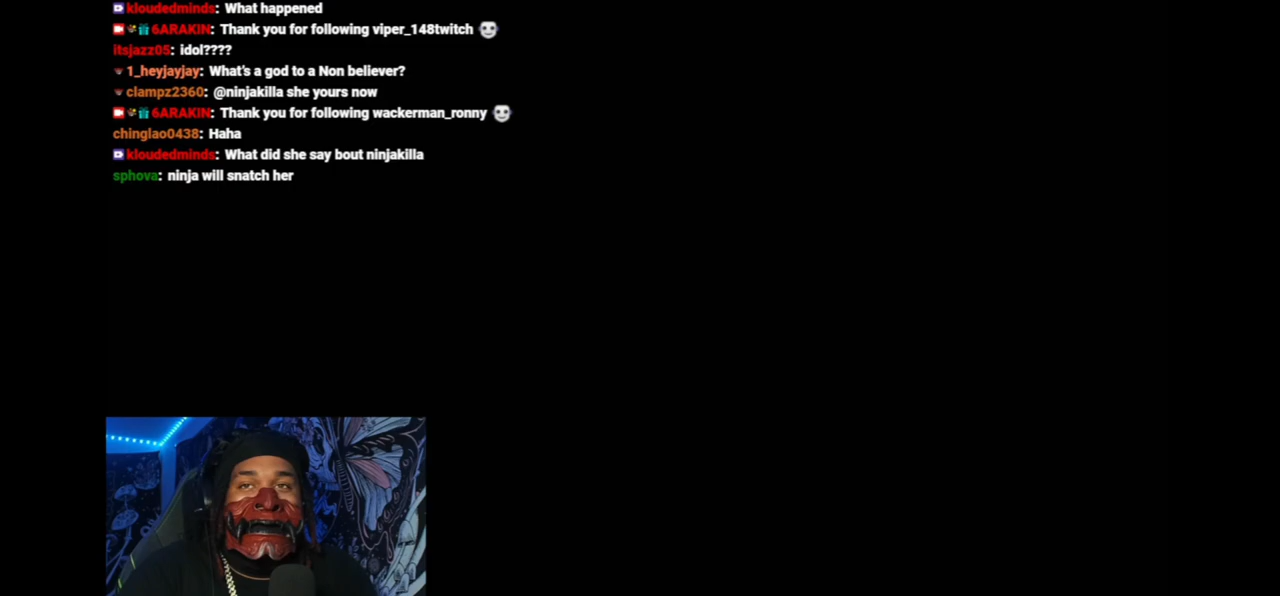 kloudedminds: What happened
6ARAKIN: Thank you for following viper_148twitch
itsjazz05: idol????
1_heyjayjay: What's a god to a Non believer?
clampz2360: @ninjakilla she yours now
6ARAKIN: Thank you for following wackerman_ronny
chinglao0438: Haha
kloudedminds: What did she say bout ninjakilla
sphova: ninja will snatch her